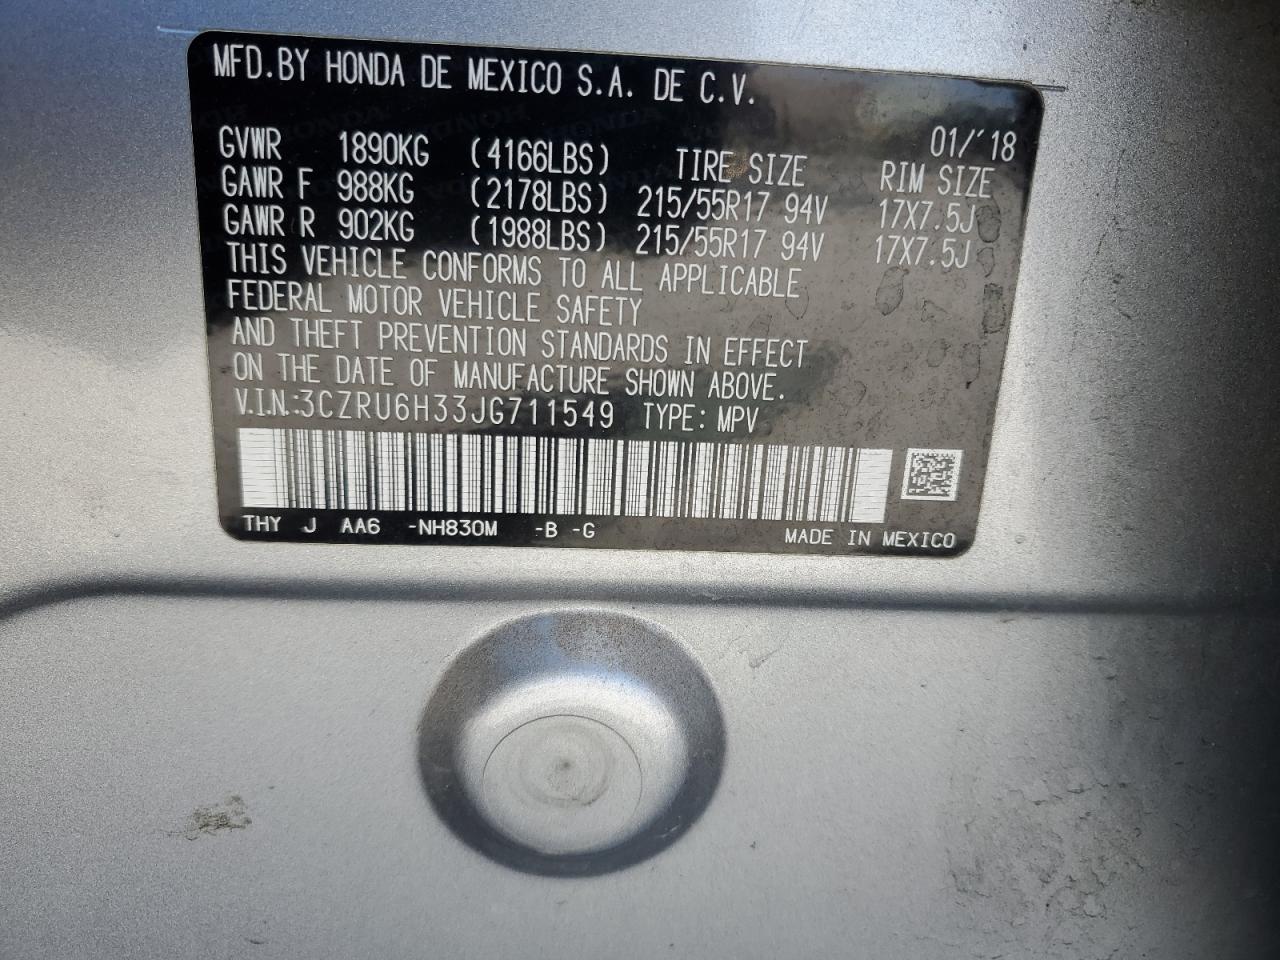 MFD.BY HONDA DE MEXICO S.A. DE C.V.
01/'18
GVWR 1890KG (4166LBS) TIRE SIZE RIM SIZE
GAWR F 988KG (2178LBS) 215/55R17 94V 17X7.5J
GAWR R 902KG (1988LBS) 215/55R17 94V 17X7.5J
THIS VEHICLE CONFORMS TO ALL APPLICABLE
FEDERAL MOTOR VEHICLE SAFETY
AND THEFT PREVENTION STANDARDS IN EFFECT
ON THE DATE OF MANUFACTURE SHOWN ABOVE.
V.I.N.:3CZRU6H33JG711549 TYPE: MPV
THY J AA6 -NH830M -B -G MADE IN MEXICO